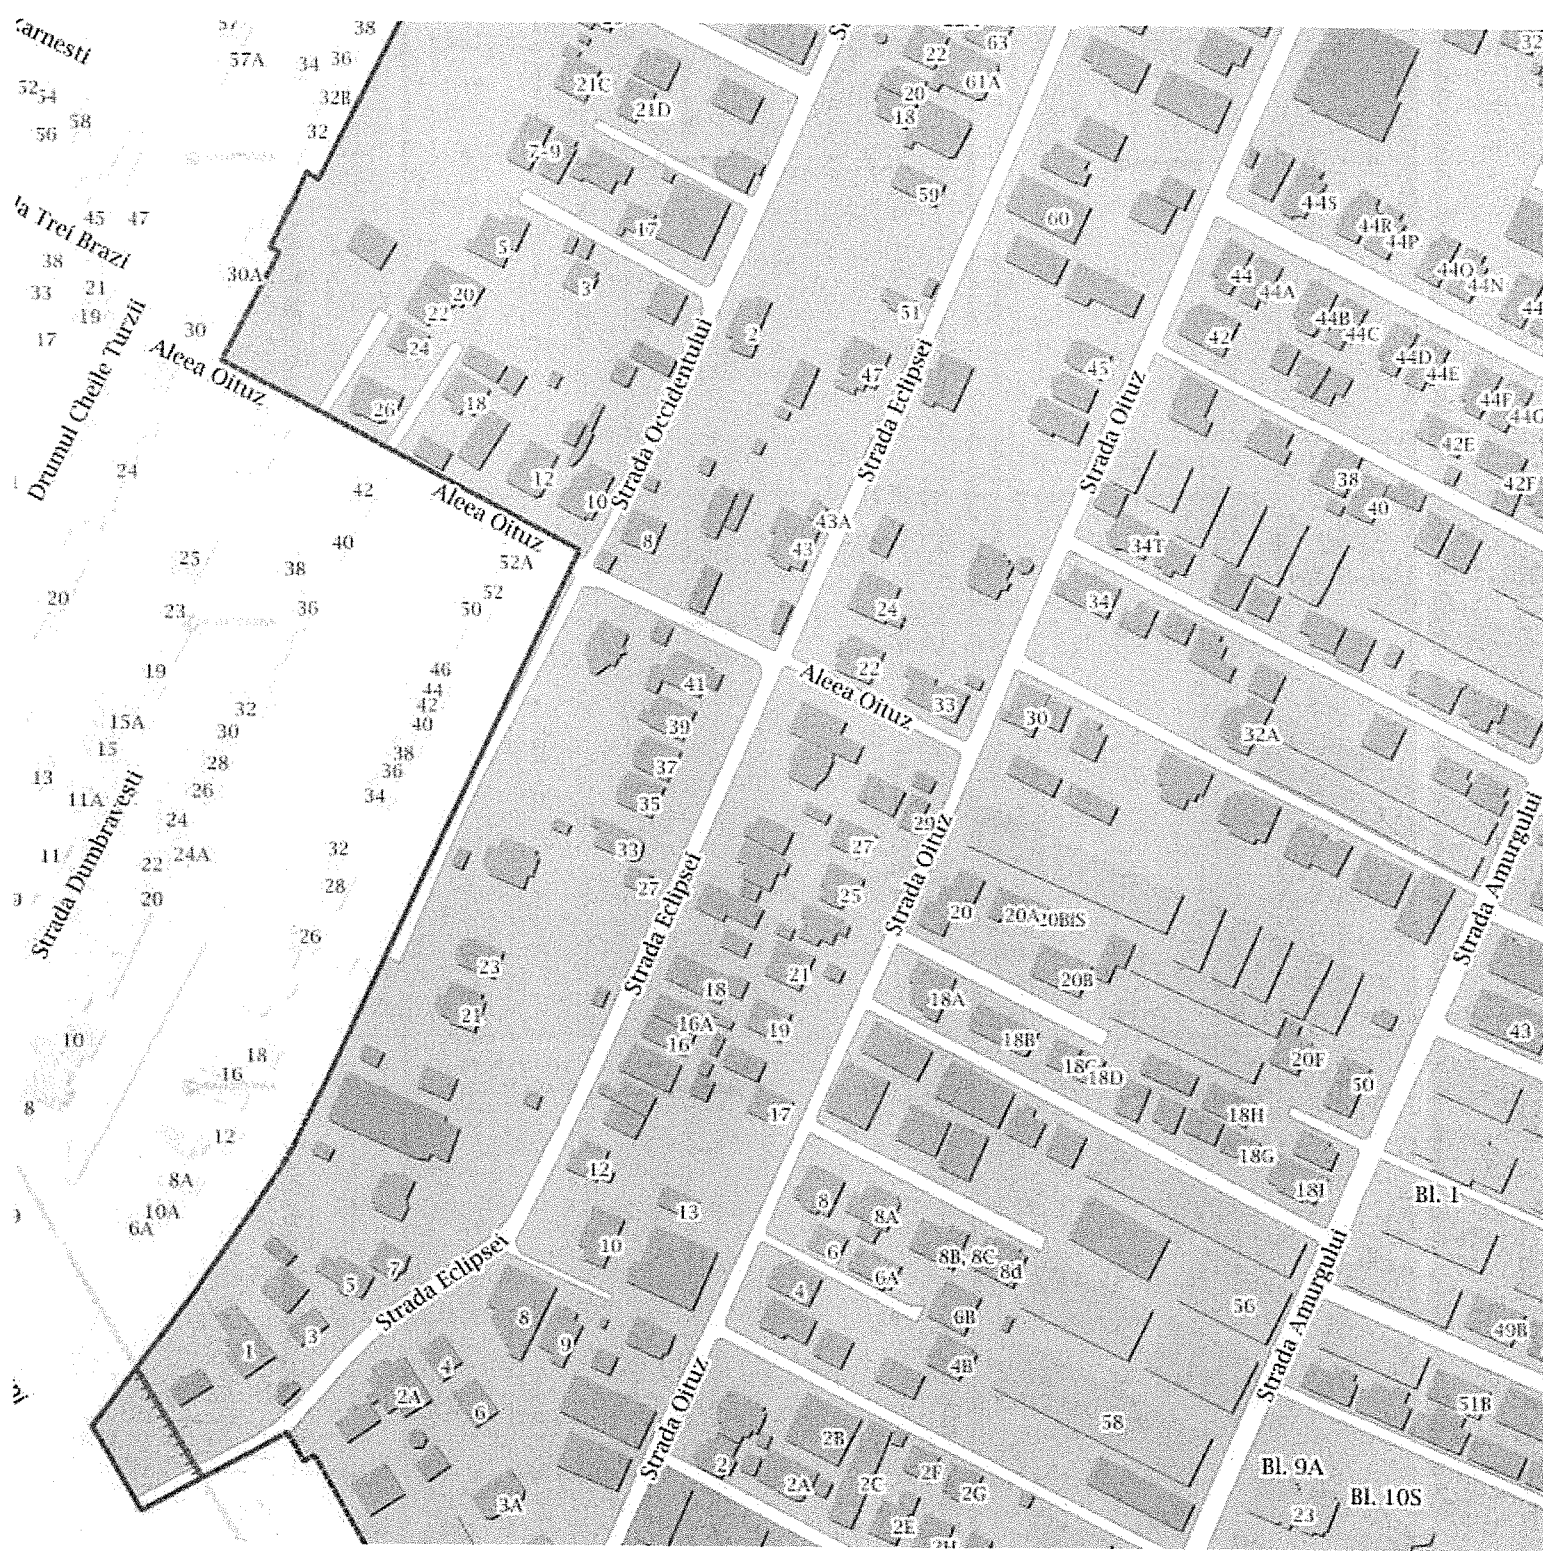 57A
34
36
38
32B
32
52
54
56
58
21C
21D
22
63
61A
20
18
7-9
59
60
44S
44R
44P
44O
44N
45
47
a Trei Brazi
17
5
3
30A
38
33
21
19
17
30
20
22
24
2
51
44
44A
44B
44C
42
44D
44E
44F
44G
Aleea Oituz
Drumul Cheile Turzii
26
18
Strada Occidentului
47
Strada Eclipsei
45
Strada Oituz
42E
42F
38
40
24
42
Aleea Oituz
12
10
8
43A
43
34T
40
25
38
52A
52
50
36
20
23
24
34
19
46
44
42
40
22
41
Aleea Oituz
33
30
32A
15A
15
32
30
28
26
38
36
34
39
37
35
13
11A
24
24A
22
20
11
Strada Dumbravesti
32
28
26
33
27
Strada Eclipsei
29
27
25
Strada Oituz
20
20A
20BIS
Strada Amurgului
23
21
18
21
16A
16
19
18A
20B
43
18B
18C
18D
20F
50
10
18
16
8
12
17
18H
18G
18I
Bl. 1
8A
10A
6A
12
13
10
8
8A
6
6A
8B, 8C
8d
7
5
3
1
Strada Eclipsei
8
9
4
6B
4B
56
Strada Amurgului
49B
2A
4
6
Strada Oituz
58
51B
2
2B
2A
2C
2F
2G
2E
2H
3A
Bl. 9A
Bl. 10S
23